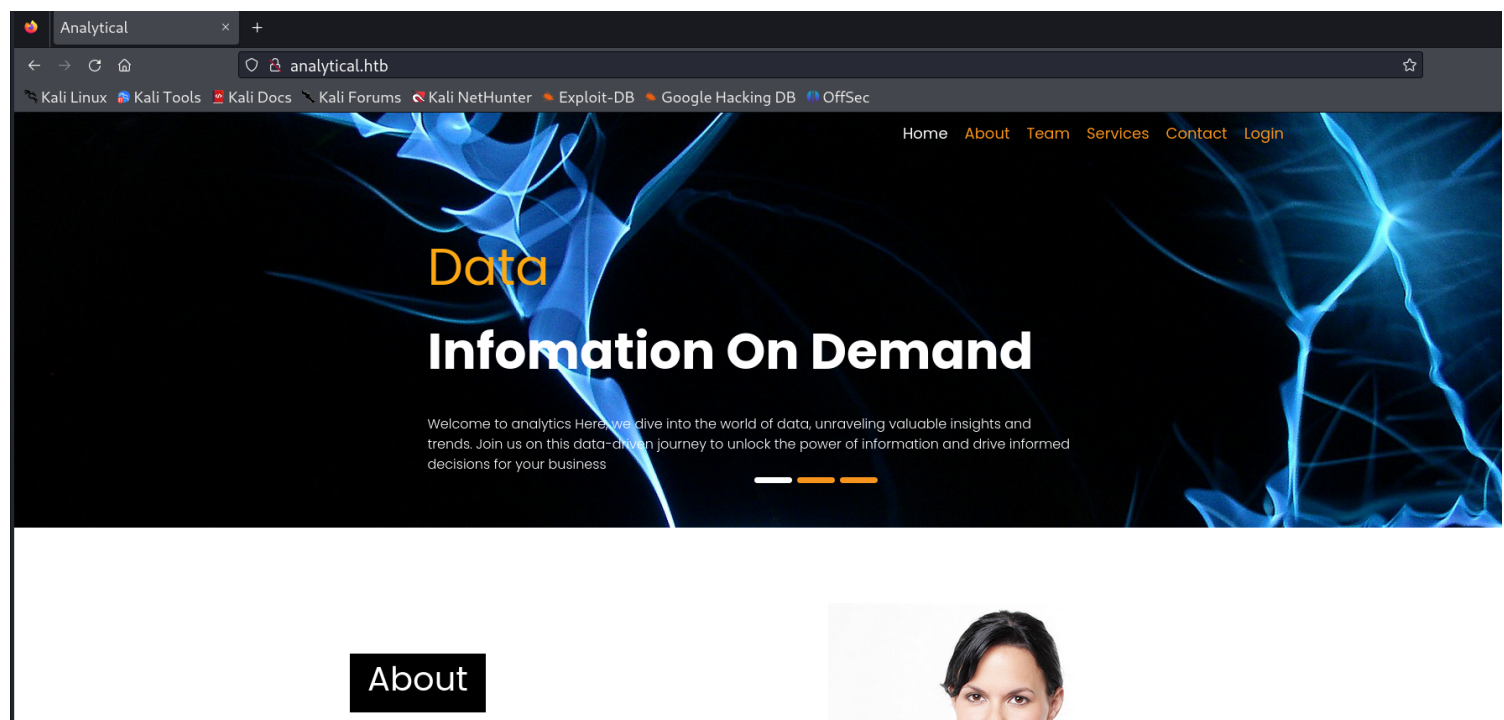 Analytical
analytical.htb
Kali Linux Kali Tools Kali Docs Kali Forums Kali NetHunter Exploit-DB Google Hacking DB OffSec
Home About Team Services Contact Login
Data
Infomation On Demand
Welcome to analytics Here, we dive into the world of data, unraveling valuable insights and
trends. Join us on this data-driven journey to unlock the power of information and drive informed
decisions for your business
About